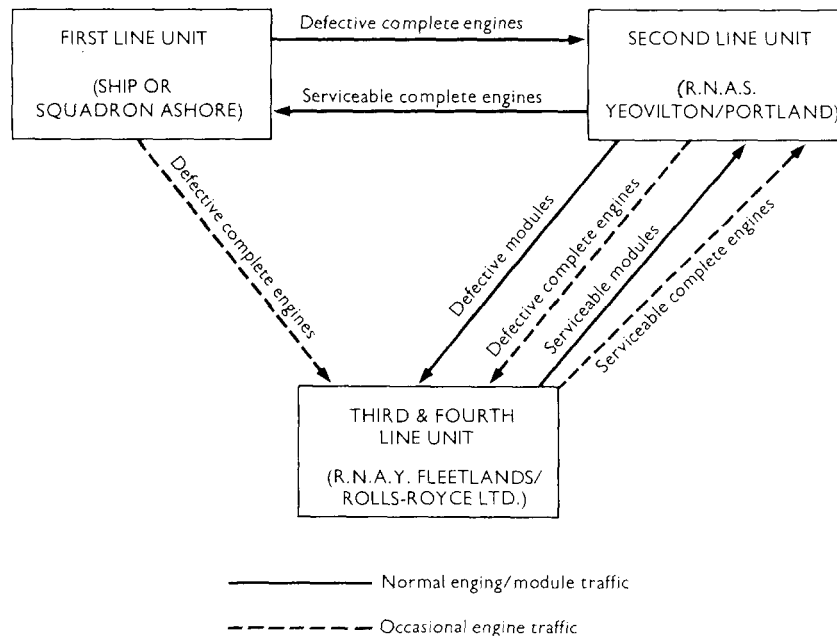 Defective complete engines
FIRST LINE UNIT
(SHIP OR
SQUADRON ASHORE)
SECOND LINE UNIT
(R.N.A.S.
YEOVILTON/PORTLAND)
Serviceable complete engines
Defective complete engines
Defective modules
Defective complete engines
Serviceable modules
Serviceable complete engines
THIRD & FOURTH
LINE UNIT
(R.N.A.Y. FLEETLANDS/
ROLLS-ROYCE LTD.)
Normal enging/module traffic
Occasional engine traffic